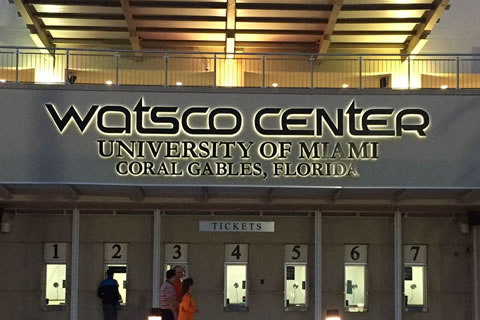 Watsco Center
UNIVERSITY OF MIAMI
CORAL GABLES, FLORIDA
TICKETS
1 2 3 4 5 6 7